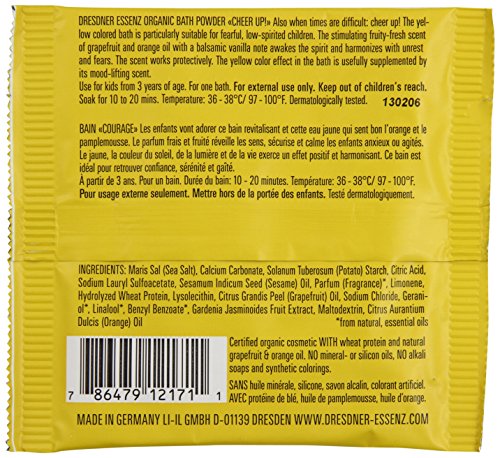 DRESDNER ESSENZ ORGANIC BATH POWDER «CHEER UP!» Also when times are difficult: cheer up! The yel-
low colored bath is particularly suitable for fearful, low-spirited children. The stimulating fruity-fresh scent
of grapefruit and orange oil with a balsamic vanilla note awakes the spirit and harmonizes with unrest
and fears. The scent works protectively. The yellow color effect in the bath is usefully supplemented
by its mood-lifting scent.
Use for kids from 3 years of age. For one bath. For external use only. Keep out of children's reach.
Soak for 10 to 20 mins. Temperature: 36 - 38°C/ 97 - 100°F. Dermatologically tested.
130206
BAIN «COURAGE» Les enfants vont adorer ce bain revitalisant et cette eau jaune qui sent bon l'orange et le
pamplemousse. Le parfum frais et fruité réveille les sens, sécurise et calme les enfants anxieux ou agités.
Le jaune, la couleur du soleil, de la lumière et de la vie exerce un effet positif et harmonisant. Ce bain est
idéal pour retrouver confiance, sérénité et gaîté.
À partir de 3 ans. Pour un bain. Durée du bain: 10 - 20 minutes. Température: 36 - 38°C/ 97 - 100°F.
Pour usage externe seulement. Mettre hors de la portée des enfants. Testé dermatologiquement.
INGREDIENTS: Maris Sal (Sea Salt), Calcium Carbonate, Solanum Tuberosum (Potato) Starch, Citric Acid,
Sodium Lauryl Sulfoacetate, Sesamum Indicum Seed (Sesame) Oil, Parfum (Fragrance)*, Limonene,
Hydrolyzed Wheat Protein, Lysolecithin, Citrus Grandis Peel (Grapefruit) Oil, Sodium Chloride, Gerani-
ol*, Linalool*, Benzyl Benzoate*, Gardenia Jasminoides Fruit Extract, Maltodextrin, Citrus Aurantium
Dulcis (Orange) Oil
*from natural, essential oils
Certified organic cosmetic WITH wheat protein and natural
grapefruit & orange oil. NO mineral- or silicon oils, NO alkali
soaps and synthetic colorings.
SANS huile minérale, silicone, savon alcalin, colorant artificiel.
AVEC protéine de blé, huile de pamplemousse, huile d'orange.
7 86479 12171 1
MADE IN GERMANY LI-IL GMBH D-01139 DRESDEN WWW.DRESDNER-ESSENZ.COM